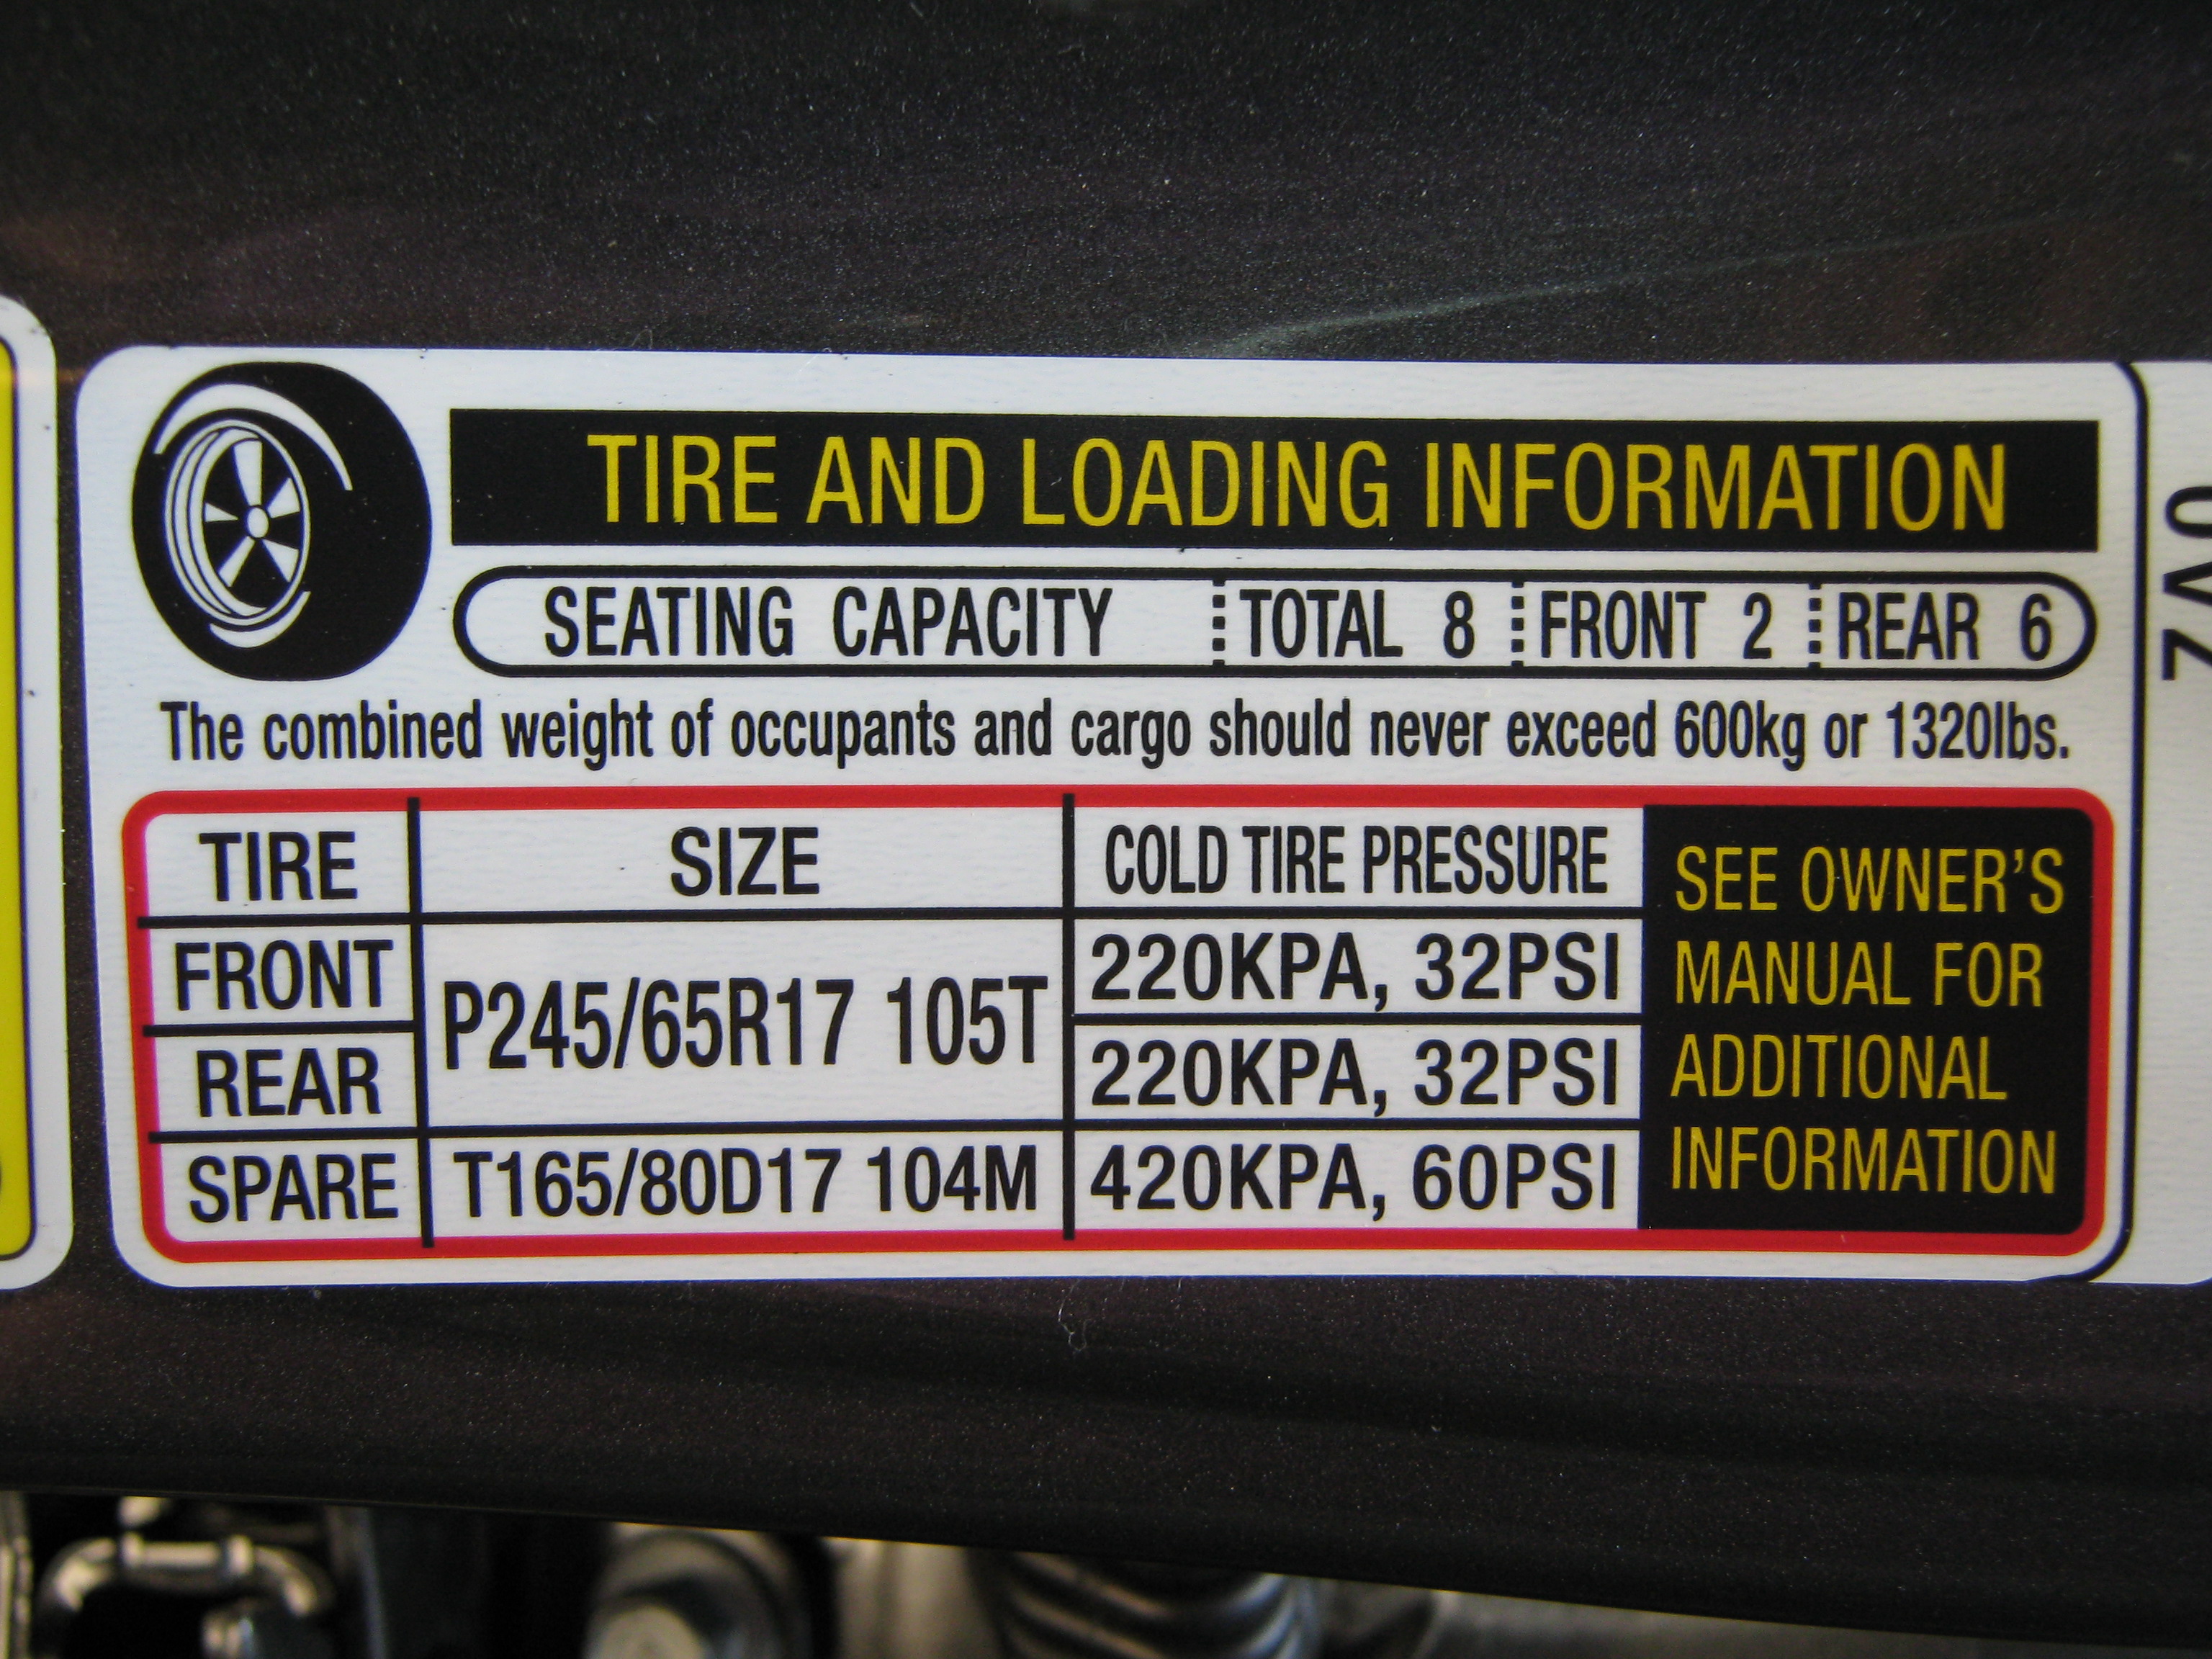 TIRE AND LOADING INFORMATION
SEATING CAPACITY TOTAL 8 FRONT 2 REAR 6
The combined weight of occupants and cargo should never exceed 600kg or 1320lbs.
TIRE SIZE COLD TIRE PRESSURE
FRONT P245/65R17 105T 220KPA, 32PSI
REAR 220KPA, 32PSI
SPARE T165/80D17 104M 420KPA, 60PSI
SEE OWNER'S
MANUAL FOR
ADDITIONAL
INFORMATION